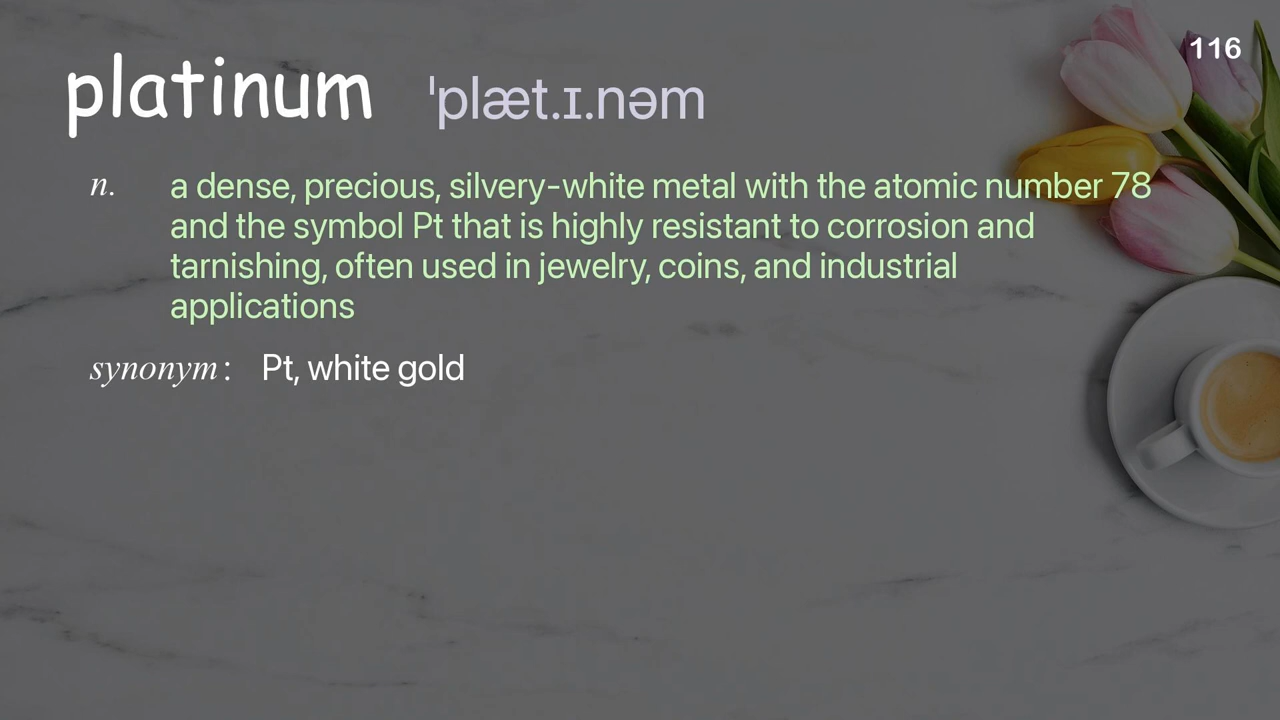 116
platinum ˈplæt.ɪ.nəm
n. a dense, precious, silvery-white metal with the atomic number 78
and the symbol Pt that is highly resistant to corrosion and
tarnishing, often used in jewelry, coins, and industrial
applications
synonym : Pt, white gold